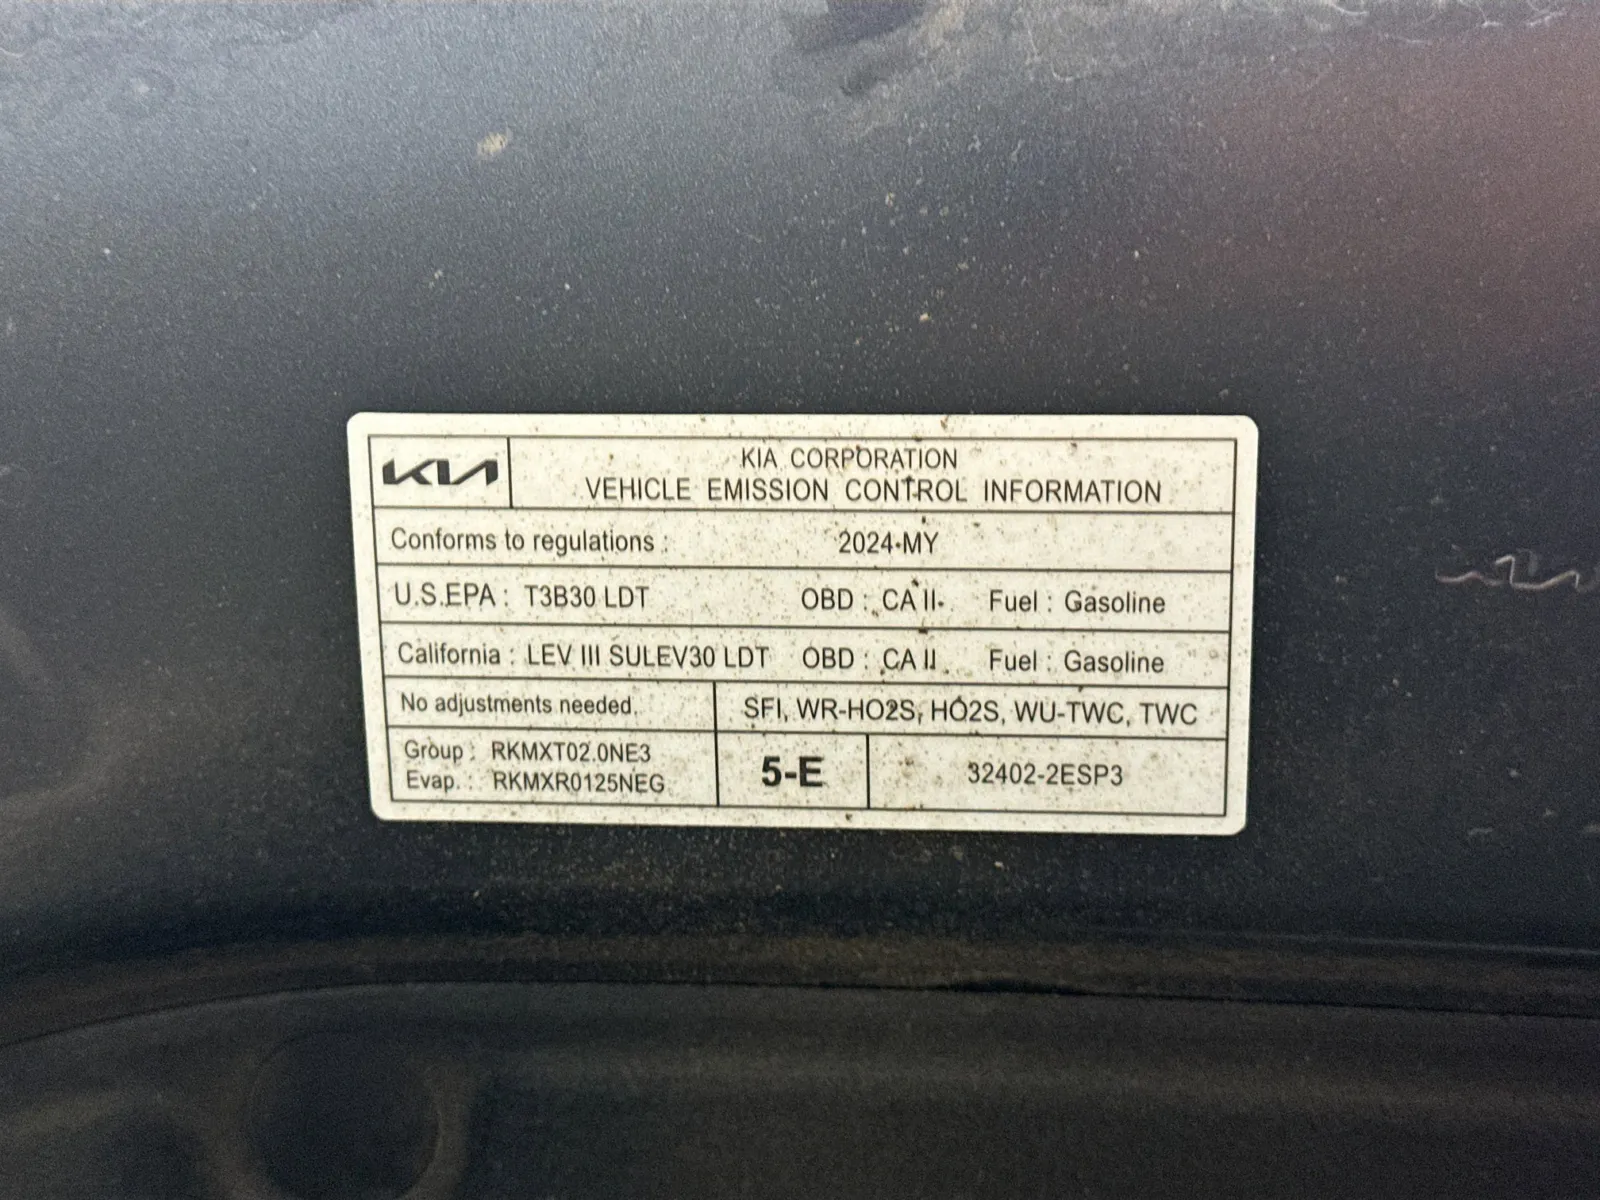 KIA
KIA CORPORATION
VEHICLE EMISSION CONTROL INFORMATION
Conforms to regulations : 2024 MY
U.S.EPA : T3B30 LDT OBD : CA II Fuel : Gasoline
California : LEV III SULEV30 LDT OBD : CA II Fuel : Gasoline
No adjustments needed.
SFI, WR-HO2S, HO2S, WU-TWC, TWC
Group : RKMXT02.0NE3
Evap. : RKMXR0125NEG
5-E
32402-2ESP3